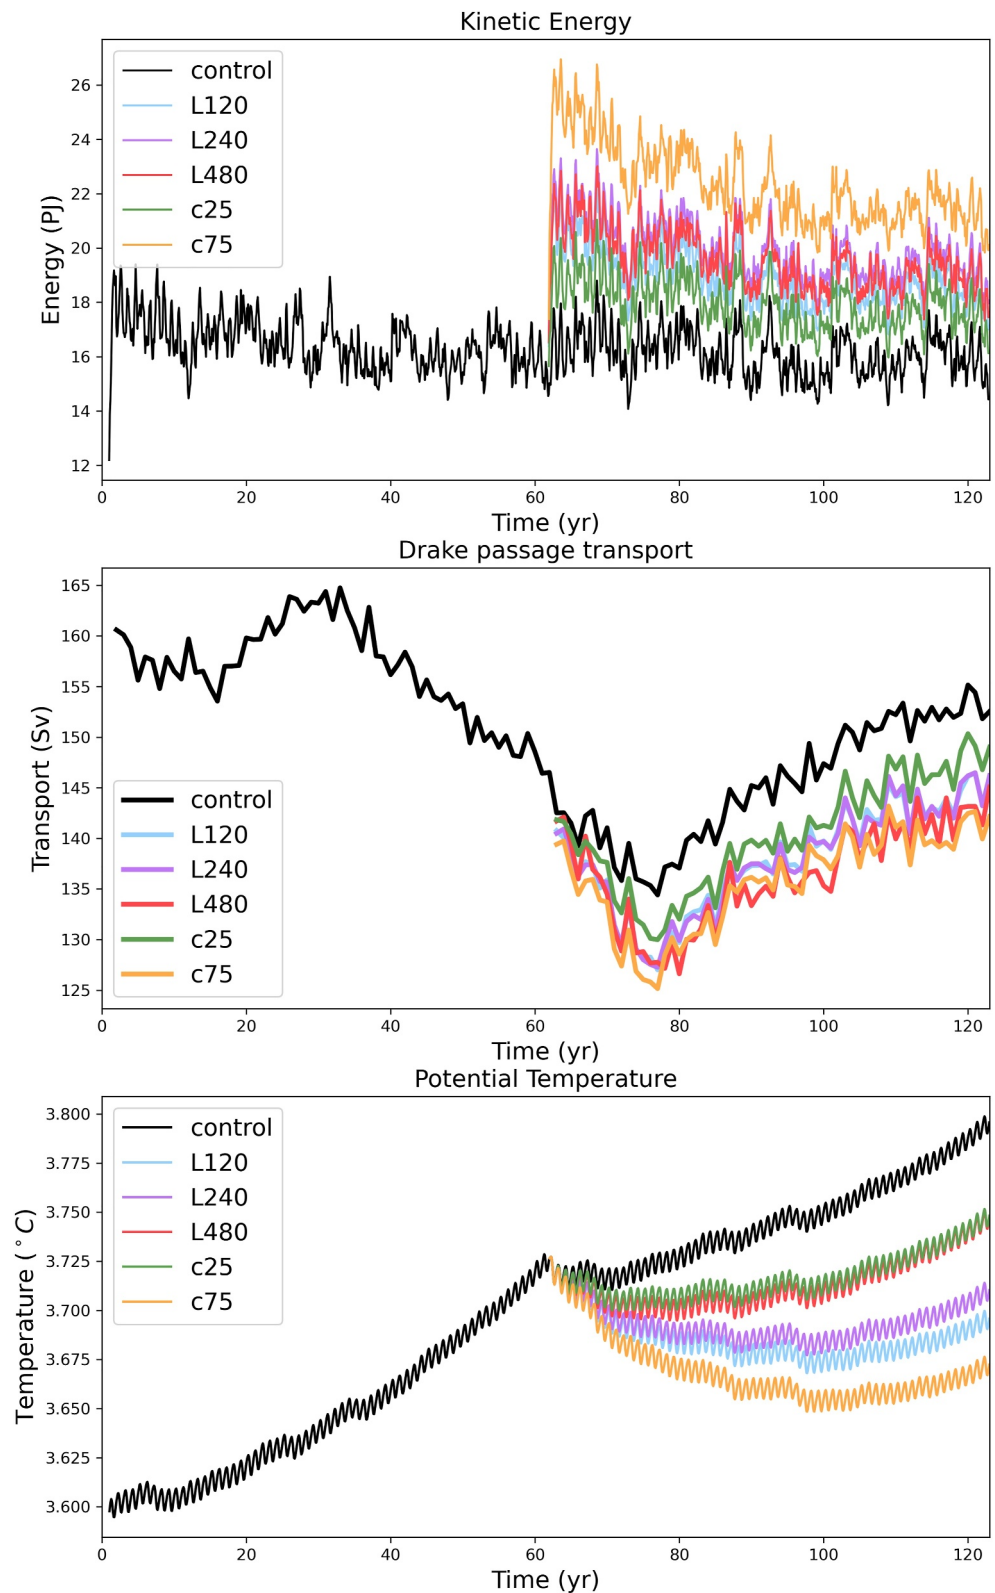 Kinetic Energy
Energy (PJ)
26
24
22
20
18
16
14
12
control
L120
L240
L480
c25
c75
0 20 40 60 80 100 120
Time (yr)
Drake passage transport
Transport (Sv)
165
160
155
150
145
140
135
130
125
control
L120
L240
L480
c25
c75
0 20 40 60 80 100 120
Time (yr)
Potential Temperature
Temperature (°C)
3.800
3.775
3.750
3.725
3.700
3.675
3.650
3.625
3.600
control
L120
L240
L480
c25
c75
0 20 40 60 80 100 120
Time (yr)